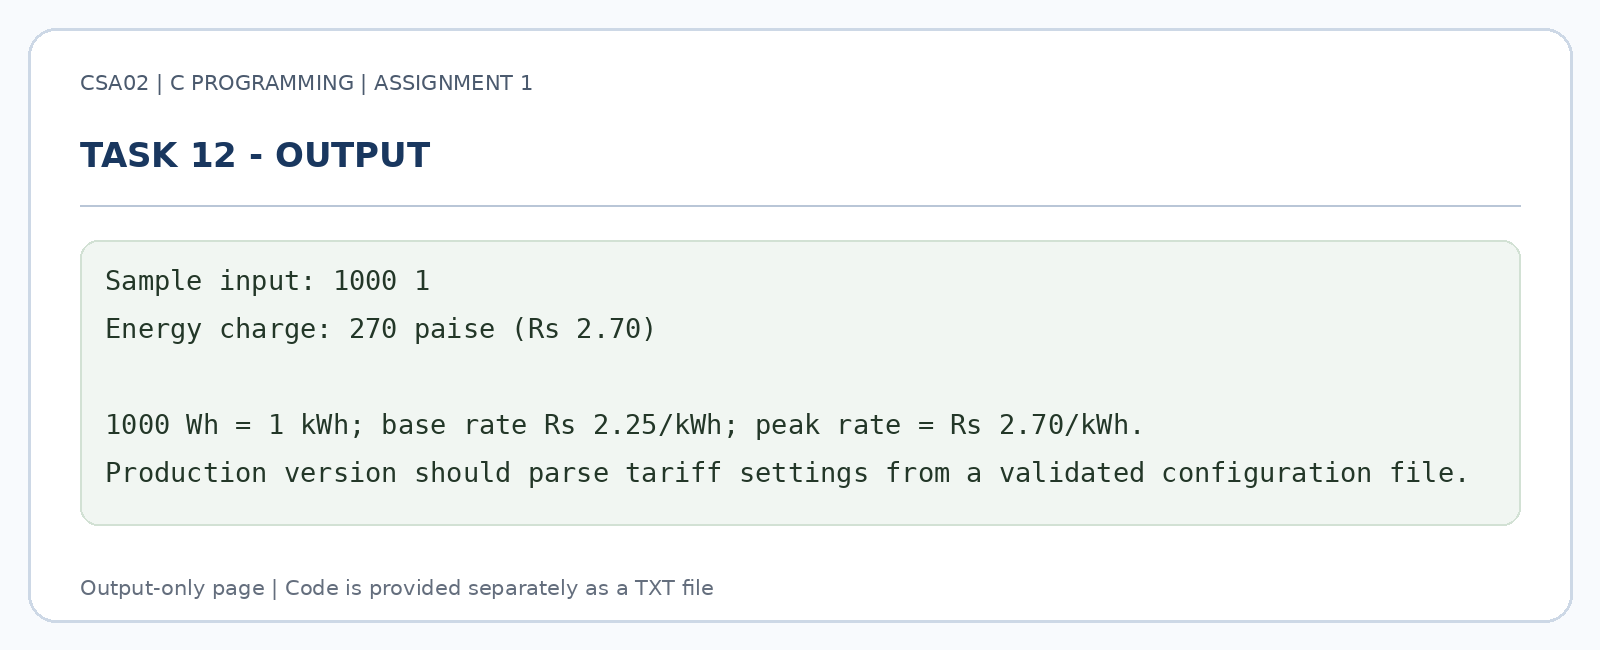 CSA02 | C PROGRAMMING | ASSIGNMENT 1
TASK 12 - OUTPUT
Sample input: 1000 1
Energy charge: 270 paise (Rs 2.70)
1000 Wh = 1 kWh; base rate Rs 2.25/kWh; peak rate = Rs 2.70/kWh.
Production version should parse tariff settings from a validated configuration file.
Output-only page | Code is provided separately as a TXT file